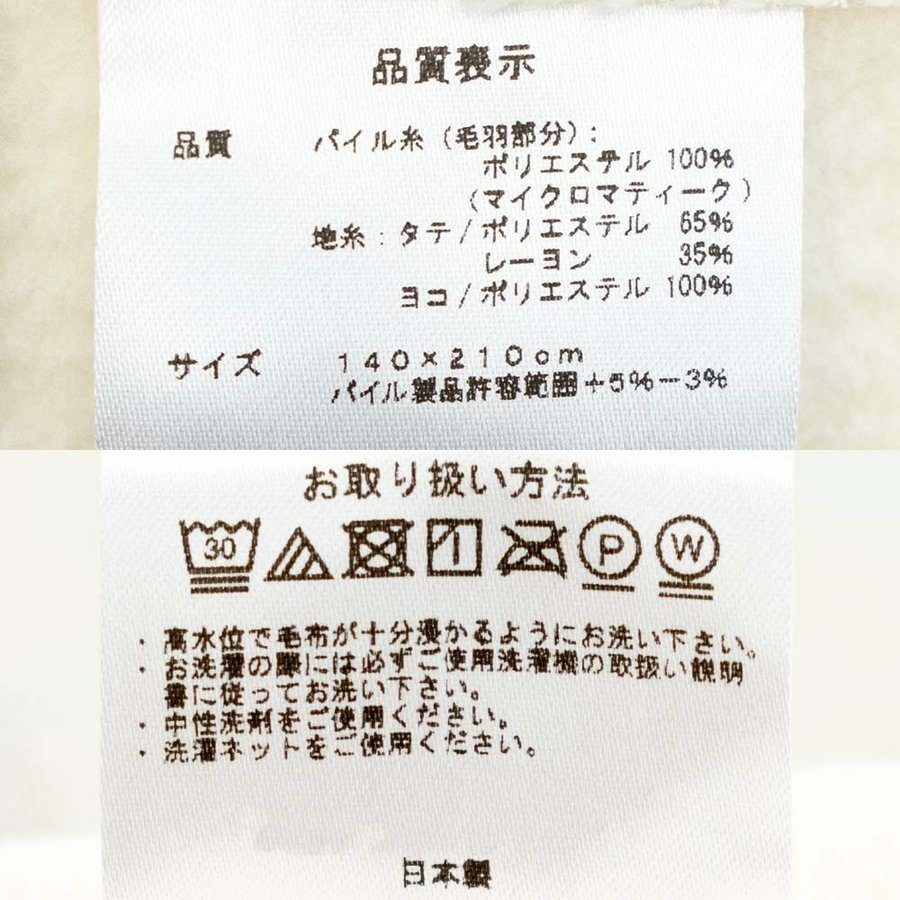 品質表示
品質 パイル糸（毛羽部分）:
ポリエステル 100%
（マイクロマティーク）
地糸：タテ/ポリエステル 65%
レーヨン 35%
ヨコ/ポリエステル 100%
サイズ 140×210cm
パイル製品許容範囲+5%-3%
お取り扱い方法
30 P W
・高水位で毛布が十分浸かるようにお洗い下さい。
・お洗濯の際には必ずご使用洗濯機の取扱い説明
書に従ってお洗い下さい。
・中性洗剤をご使用ください。
・洗濯ネットをご使用ください。
日本製